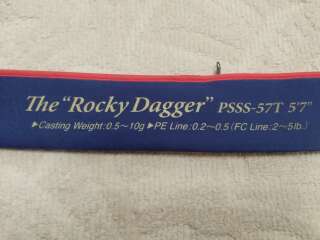 The “Rocky Dagger” PSSS-57T 5'7"
▶Casting Weight:0.5～10g ▶PE Line:0.2～0.5(FC Line:2～5lb.)